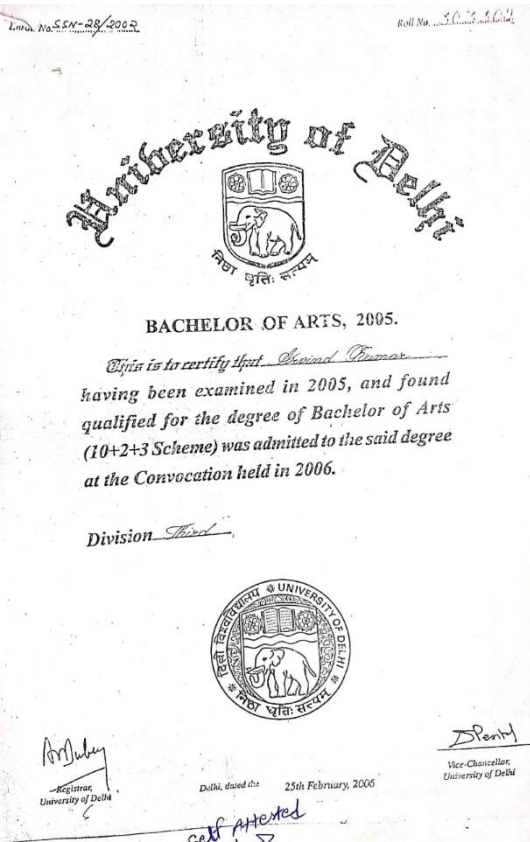 Enrol. No. SSN-28/2002
Roll No.
University of Delhi
निष्ठा धृतिः सत्यम्
BACHELOR OF ARTS, 2005.
This is to certify that Arvind Kumar
having been examined in 2005, and found
qualified for the degree of Bachelor of Arts
(10+2+3 Scheme) was admitted to the said degree
at the Convocation held in 2006.
Division Third
दिल्ली विश्वविद्यालय UNIVERSITY OF DELHI
निष्ठा धृतिः सत्यम्
Registrar,
University of Delhi
Delhi, dated the 25th February, 2006
Vice-Chancellor,
University of Delhi
Self Attested